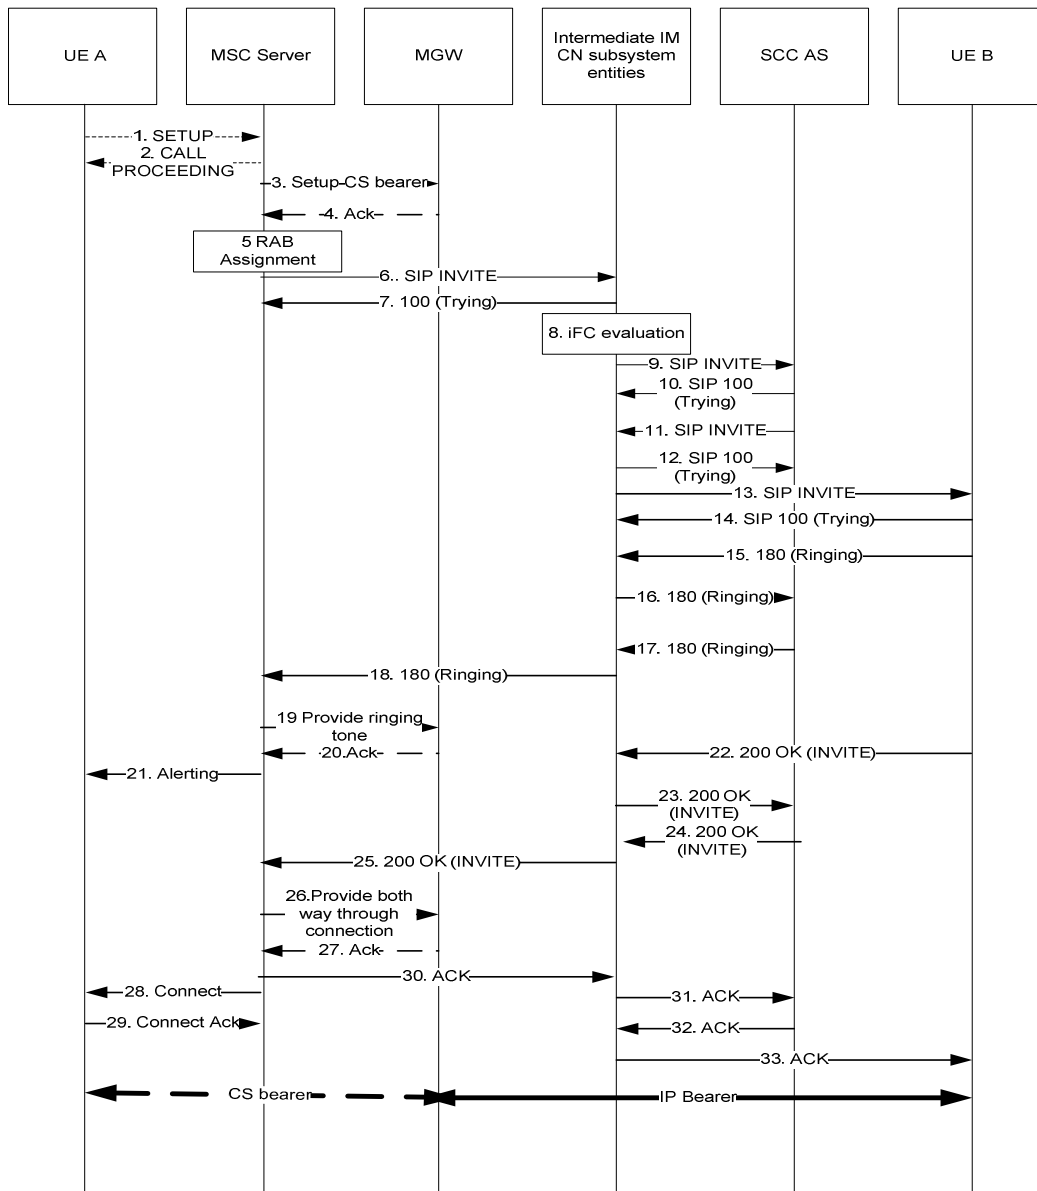 UE A
MSC Server
MGW
Intermediate IM
CN subsystem
entities
SCC AS
UE B
1. SETUP
2. CALL
PROCEEDING
3. Setup CS bearer
4. Ack
5 RAB
Assignment
6.. SIP INVITE
7. 100 (Trying)
8. iFC evaluation
9. SIP INVITE
10. SIP 100
(Trying)
11. SIP INVITE
12. SIP 100
(Trying)
13. SIP INVITE
14. SIP 100 (Trying)
15. 180 (Ringing)
16. 180 (Ringing)
17. 180 (Ringing)
18. 180 (Ringing)
19 Provide ringing
tone
20.Ack
22. 200 OK (INVITE)
21. Alerting
23. 200 OK
(INVITE)
24. 200 OK
(INVITE)
25. 200 OK (INVITE)
26.Provide both
way through
connection
27. Ack
30. ACK
28. Connect
31. ACK
29. Connect Ack
32. ACK
33. ACK
CS bearer
IP Bearer